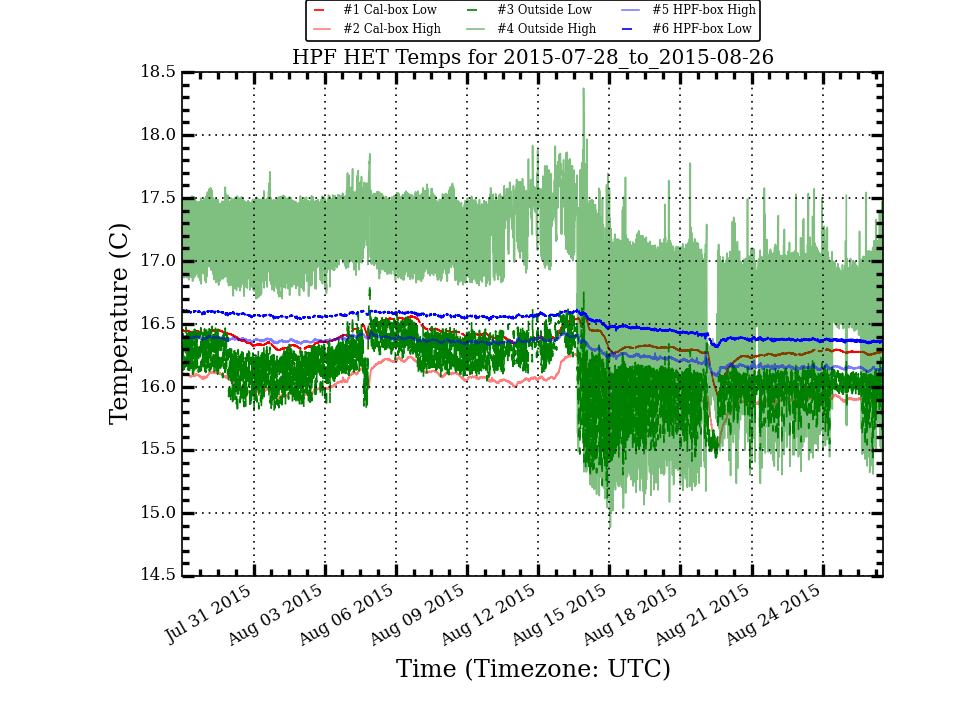 #1 Cal-box Low #3 Outside Low #5 HPF-box High
#2 Cal-box High #4 Outside High #6 HPF-box Low
HPF HET Temps for 2015-07-28_to_2015-08-26
18.5
18.0
17.5
17.0
16.5
16.0
15.5
15.0
14.5
Temperature (C)
Jul 31 2015
Aug 03 2015
Aug 06 2015
Aug 09 2015
Aug 12 2015
Aug 15 2015
Aug 18 2015
Aug 21 2015
Aug 24 2015
Time (Timezone: UTC)